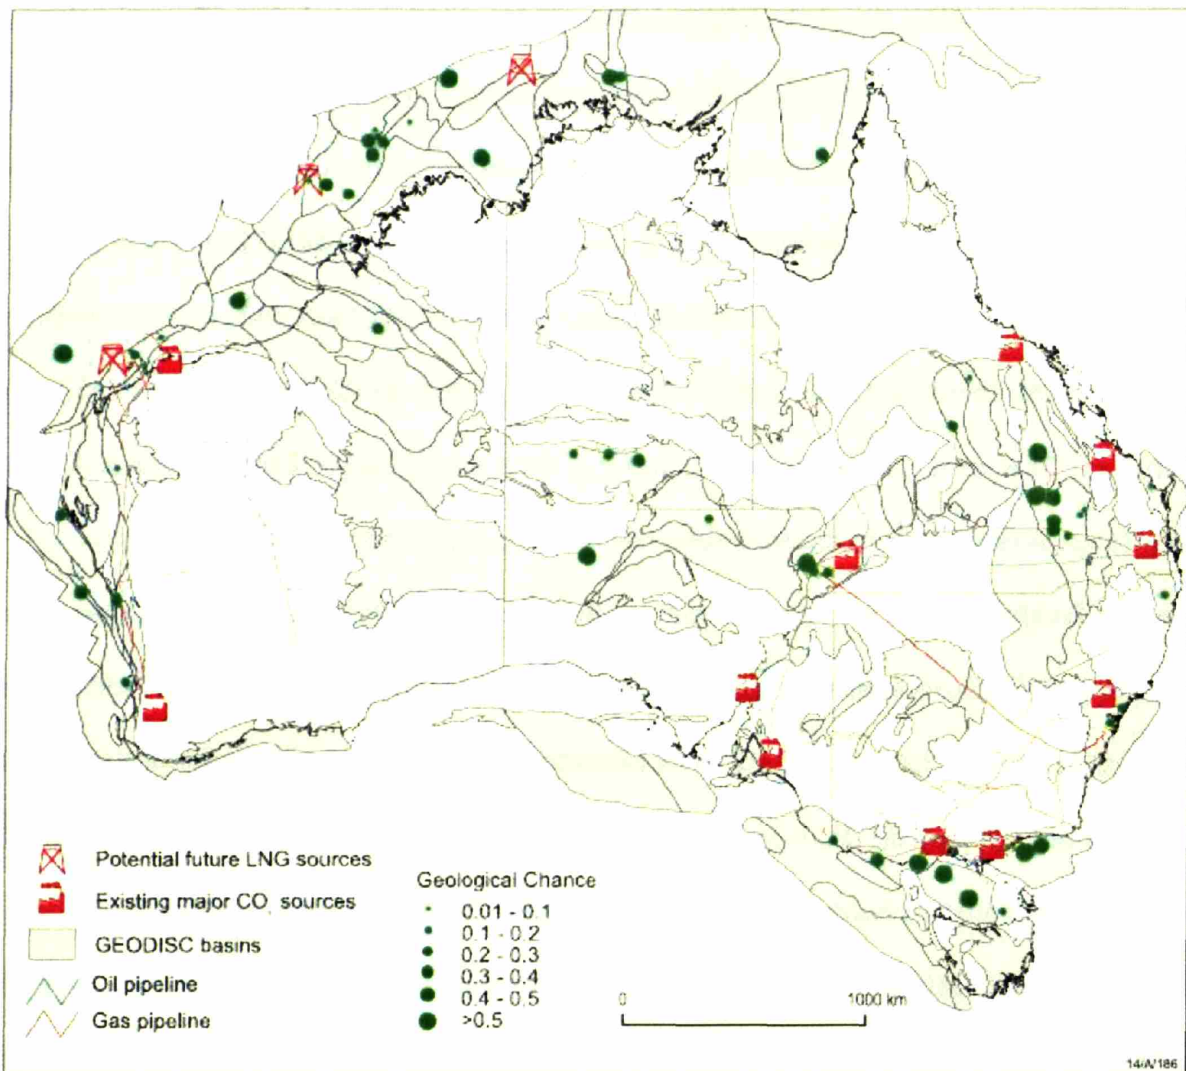 Potential future LNG sources
Existing major CO, sources
GEODISC basins
Oil pipeline
Gas pipeline
Geological Chance
0.01 - 0.1
0.1 - 0.2
0.2 - 0.3
0.3 - 0.4
0.4 - 0.5
>0.5
0
1000 km
14/A/186